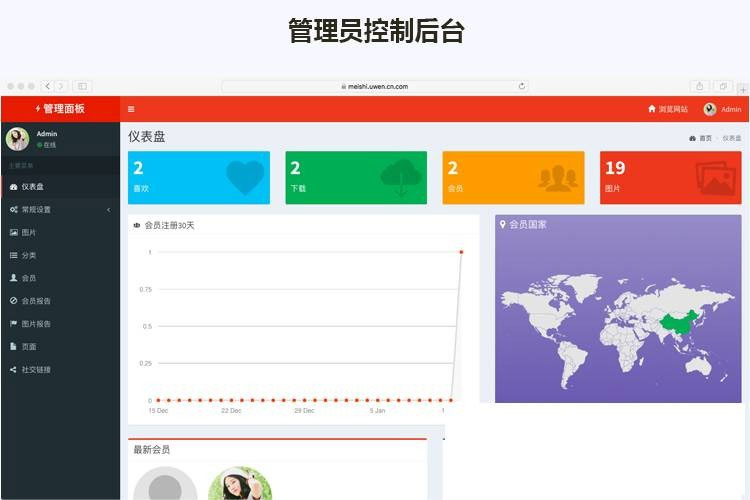 管理员控制后台
meishi.uwen.cn.com
管理面板
浏览网站
Admin
Admin
在线
主要菜单
仪表盘
常规设置
图片
分类
会员
会员报告
图片报告
页面
社交链接
仪表盘
首页 > 仪表盘
2
喜欢
2
下载
2
会员
19
图片
会员注册30天
1
0.75
0.5
0.25
0
15 Dec
22 Dec
29 Dec
5 Jan
会员国家
最新会员